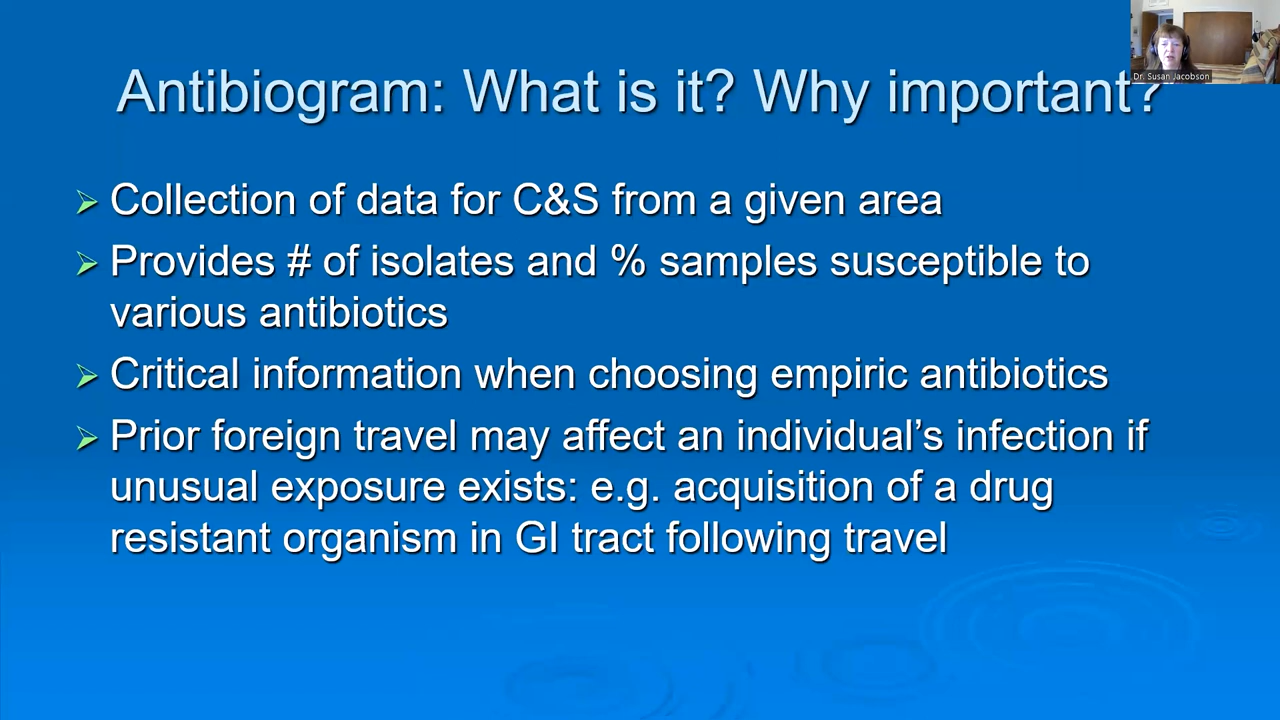 Antibiogram: What is it? Why important?
Dr. Susan Jacobson
Collection of data for C&S from a given area
Provides # of isolates and % samples susceptible to
various antibiotics
Critical information when choosing empiric antibiotics
Prior foreign travel may affect an individual’s infection if
unusual exposure exists: e.g. acquisition of a drug
resistant organism in GI tract following travel